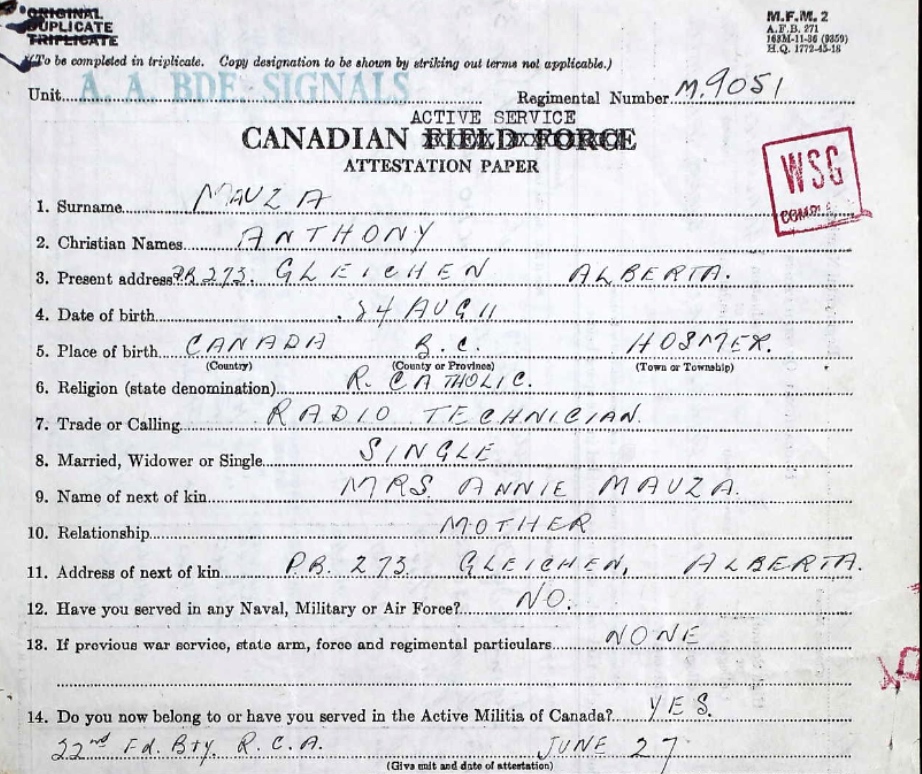 ORIGINAL
DUPLICATE
TRIPLICATE
M.F.M. 2
A.F.B. 271
H.Q. 1772-45-18
(To be completed in triplicate. Copy designation to be shown by striking out terms not applicable.)
Unit A. A. BDE. SIGNALS Regimental Number M.9051
ACTIVE SERVICE
CANADIAN FIELD FORCE
ATTESTATION PAPER
WSG
1. Surname MAUZA
2. Christian Names ANTHONY
3. Present address P.B 273. GLEICHEN ALBERTA.
4. Date of birth 24 AUG 11
5. Place of birth CANADA B.C. HOSMER.
(Country) (County or Province) (Town or Township)
6. Religion (state denomination) R. CATHOLIC.
7. Trade or Calling RADIO TECHNICIAN.
8. Married, Widower or Single SINGLE
9. Name of next of kin MRS. ANNIE MAUZA.
10. Relationship MOTHER
11. Address of next of kin P.B. 273 GLEICHEN, ALBERTA.
12. Have you served in any Naval, Military or Air Force? NO.
13. If previous war service, state arm, force and regimental particulars NONE
14. Do you now belong to or have you served in the Active Militia of Canada? YES.
22nd Fd. Bty. R.C.A. JUNE 27
(Give unit and date of attestation)